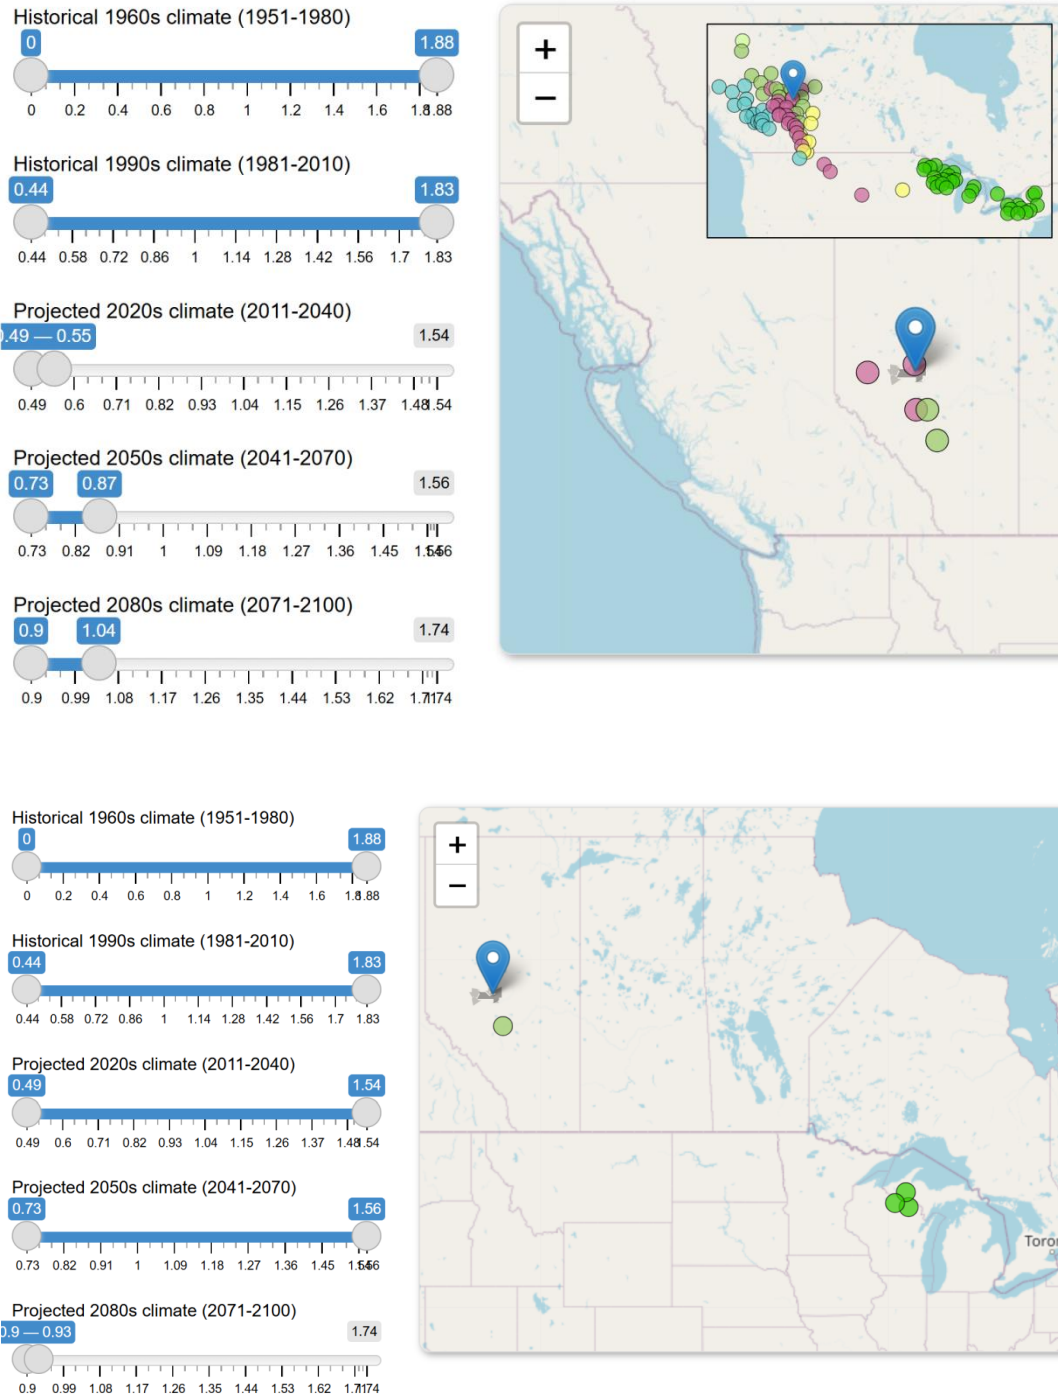 Historical 1960s climate (1951-1980)
0 1.88
0 0.2 0.4 0.6 0.8 1 1.2 1.4 1.6 1.8 1.88
Historical 1990s climate (1981-2010)
0.44 1.83
0.44 0.58 0.72 0.86 1 1.14 1.28 1.42 1.56 1.7 1.83
Projected 2020s climate (2011-2040)
0.49 — 0.55 1.54
0.49 0.6 0.71 0.82 0.93 1.04 1.15 1.26 1.37 1.48 1.54
Projected 2050s climate (2041-2070)
0.73 0.87 1.56
0.73 0.82 0.91 1 1.09 1.18 1.27 1.36 1.45 1.54 1.56
Projected 2080s climate (2071-2100)
0.9 1.04 1.74
0.9 0.99 1.08 1.17 1.26 1.35 1.44 1.53 1.62 1.71 1.74
+
−
Historical 1960s climate (1951-1980)
0 1.88
0 0.2 0.4 0.6 0.8 1 1.2 1.4 1.6 1.8 1.88
Historical 1990s climate (1981-2010)
0.44 1.83
0.44 0.58 0.72 0.86 1 1.14 1.28 1.42 1.56 1.7 1.83
Projected 2020s climate (2011-2040)
0.49 1.54
0.49 0.6 0.71 0.82 0.93 1.04 1.15 1.26 1.37 1.48 1.54
Projected 2050s climate (2041-2070)
0.73 1.56
0.73 0.82 0.91 1 1.09 1.18 1.27 1.36 1.45 1.54 1.56
Projected 2080s climate (2071-2100)
0.9 — 0.93 1.74
0.9 0.99 1.08 1.17 1.26 1.35 1.44 1.53 1.62 1.71 1.74
+
−
Toror